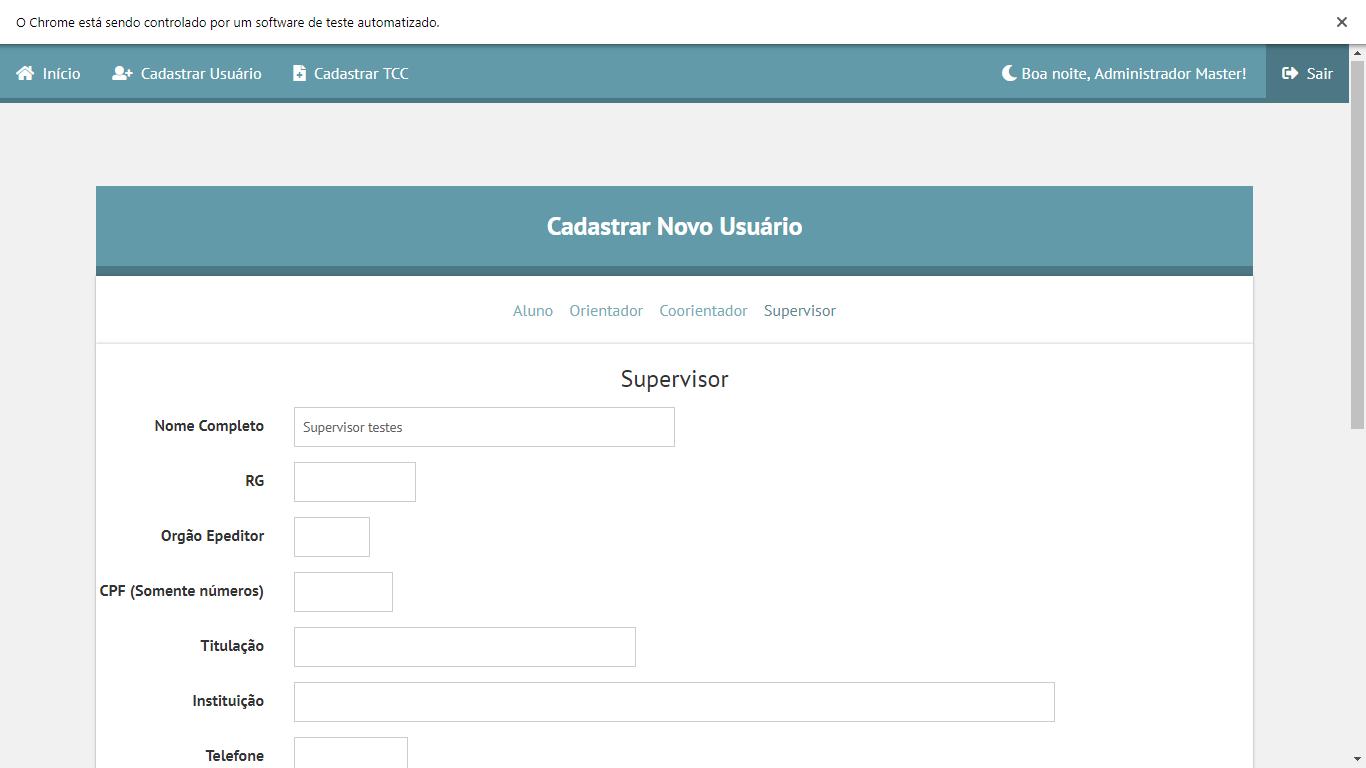 O Chrome está sendo controlado por um software de teste automatizado.
Início Cadastrar Usuário Cadastrar TCC Boa noite, Administrador Master! Sair
Cadastrar Novo Usuário
Aluno Orientador Coorientador Supervisor
Supervisor
Nome Completo Supervisor testes
RG
Orgão Epeditor
CPF (Somente números)
Titulação
Instituição
Telefone